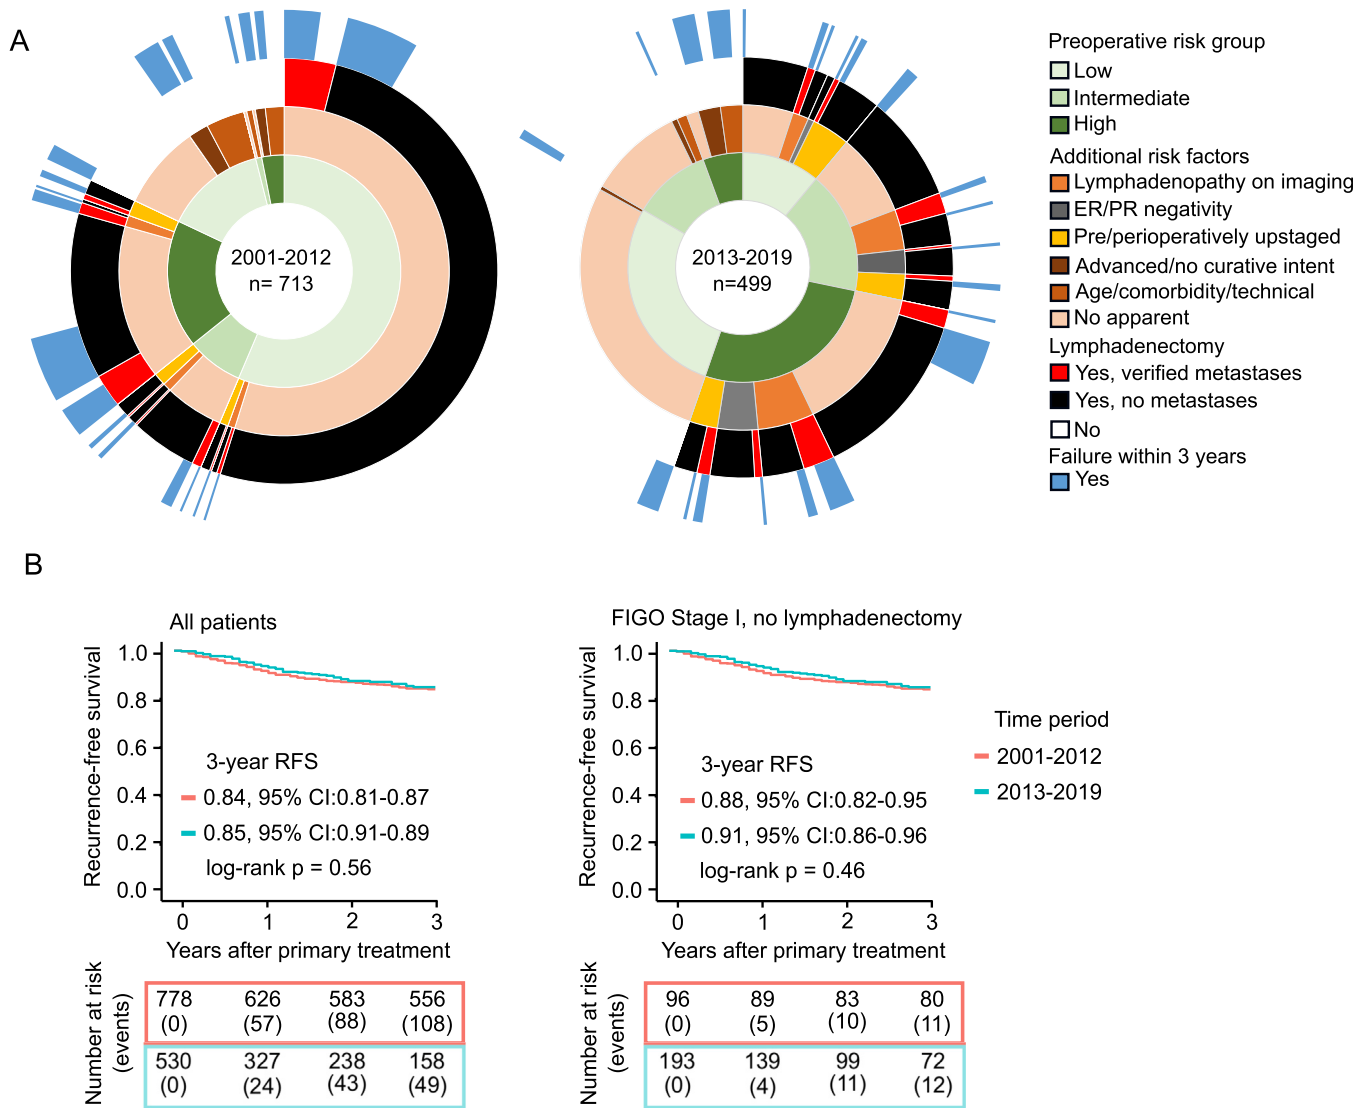 A
2001-2012
n= 713
2013-2019
n=499
Preoperative risk group
Low
Intermediate
High
Additional risk factors
Lymphadenopathy on imaging
ER/PR negativity
Pre/perioperatively upstaged
Advanced/no curative intent
Age/comorbidity/technical
No apparent
Lymphadenectomy
Yes, verified metastases
Yes, no metastases
No
Failure within 3 years
Yes
B
All patients
Recurrence-free survival
1.0
0.8
0.6
0.4
0.2
0.0
3-year RFS
0.84, 95% CI:0.81-0.87
0.85, 95% CI:0.91-0.89
log-rank p = 0.56
0 1 2 3
Years after primary treatment
Number at risk
(events)
778 626 583 556
(0) (57) (88) (108)
530 327 238 158
(0) (24) (43) (49)
FIGO Stage I, no lymphadenectomy
Recurrence-free survival
1.0
0.8
0.6
0.4
0.2
0.0
3-year RFS
0.88, 95% CI:0.82-0.95
0.91, 95% CI:0.86-0.96
log-rank p = 0.46
0 1 2 3
Years after primary treatment
Number at risk
(events)
96 89 83 80
(0) (5) (10) (11)
193 139 99 72
(0) (4) (11) (12)
Time period
2001-2012
2013-2019